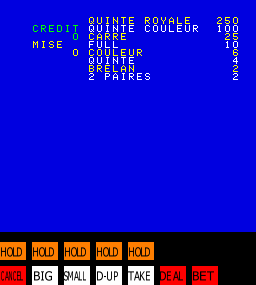 QUINTE ROYALE 250
CREDIT QUINTE COULEUR 100
0 CARRE 25
MISE FULL 10
0 COULEUR 6
QUINTE 4
BRELAN 2
2 PAIRES 2
HOLD HOLD HOLD HOLD HOLD
CANCEL BIG SMALL D-UP TAKE DEAL BET